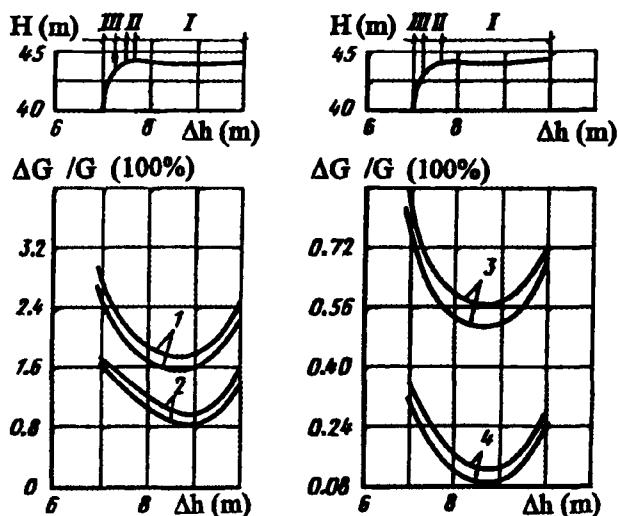 H (m) III II I
45
40
6 8 Δh (m)
ΔG /G (100%)
3.2
2.4
1.6
0.8
0
1
2
6 8 Δh (m)
H (m) III II I
45
40
6 8 Δh (m)
ΔG /G (100%)
0.72
0.56
0.40
0.24
0.08
3
4
6 8 Δh (m)